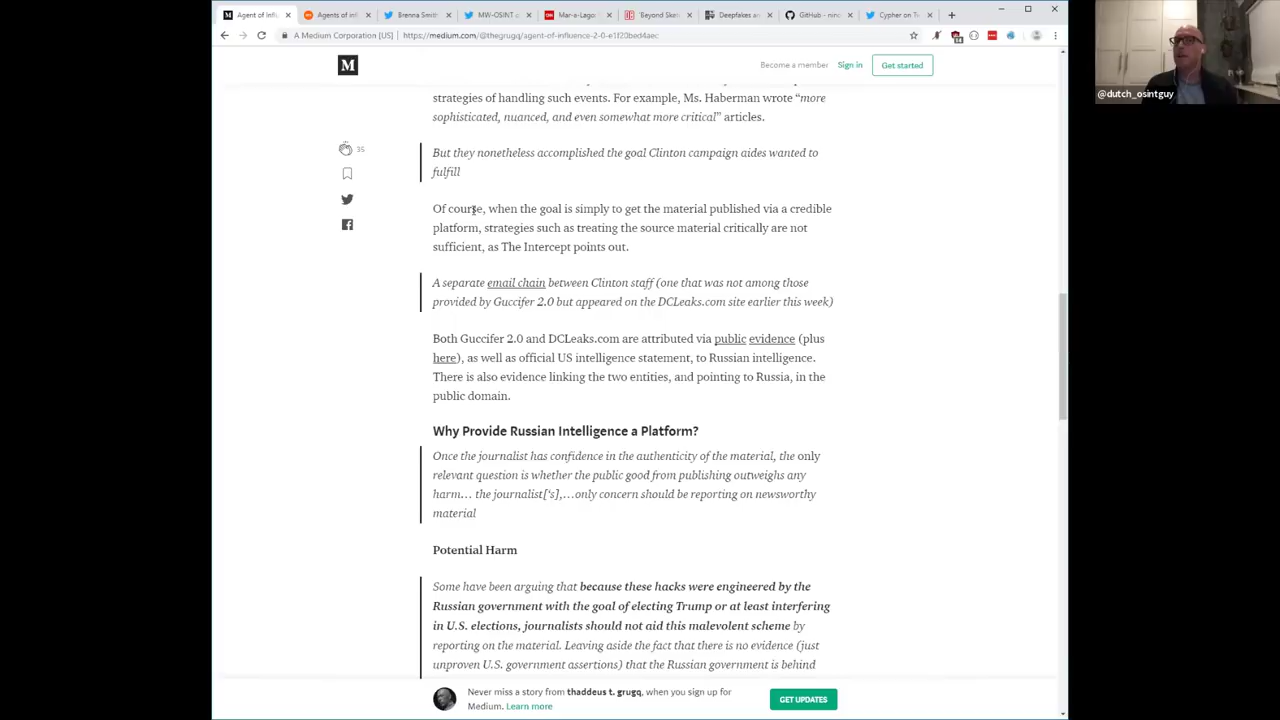 Agent of Influ
Agents of infl
Brenna Smith
MW-OSINT c
Mar-a-Lago
'Beyond Sket
Deepfakes a
GitHub - nin
Cypher on T
A Medium Corporation [US]
https://medium.com/@thegrugq/agent-of-influence-2-0-e1f20bed4aec
M
Become a member
Sign in
Get started
@dutch_osintguy
strategies of handling such events. For example, Ms. Haberman wrote “more
sophisticated, nuanced, and even somewhat more critical” articles.
35
But they nonetheless accomplished the goal Clinton campaign aides wanted to
fulfill
Of course, when the goal is simply to get the material published via a credible
platform, strategies such as treating the source material critically are not
sufficient, as The Intercept points out.
A separate email chain between Clinton staff (one that was not among those
provided by Guccifer 2.0 but appeared on the DCLeaks.com site earlier this week)
Both Guccifer 2.0 and DCLeaks.com are attributed via public evidence (plus
here), as well as official US intelligence statement, to Russian intelligence.
There is also evidence linking the two entities, and pointing to Russia, in the
public domain.
Why Provide Russian Intelligence a Platform?
Once the journalist has confidence in the authenticity of the material, the only
relevant question is whether the public good from publishing outweighs any
harm… the journalist[‘s],…only concern should be reporting on newsworthy
material
Potential Harm
Some have been arguing that because these hacks were engineered by the
Russian government with the goal of electing Trump or at least interfering
in U.S. elections, journalists should not aid this malevolent scheme by
reporting on the material. Leaving aside the fact that there is no evidence (just
unproven U.S. government assertions) that the Russian government is behind
Never miss a story from thaddeus t. grugq, when you sign up for
Medium. Learn more
GET UPDATES